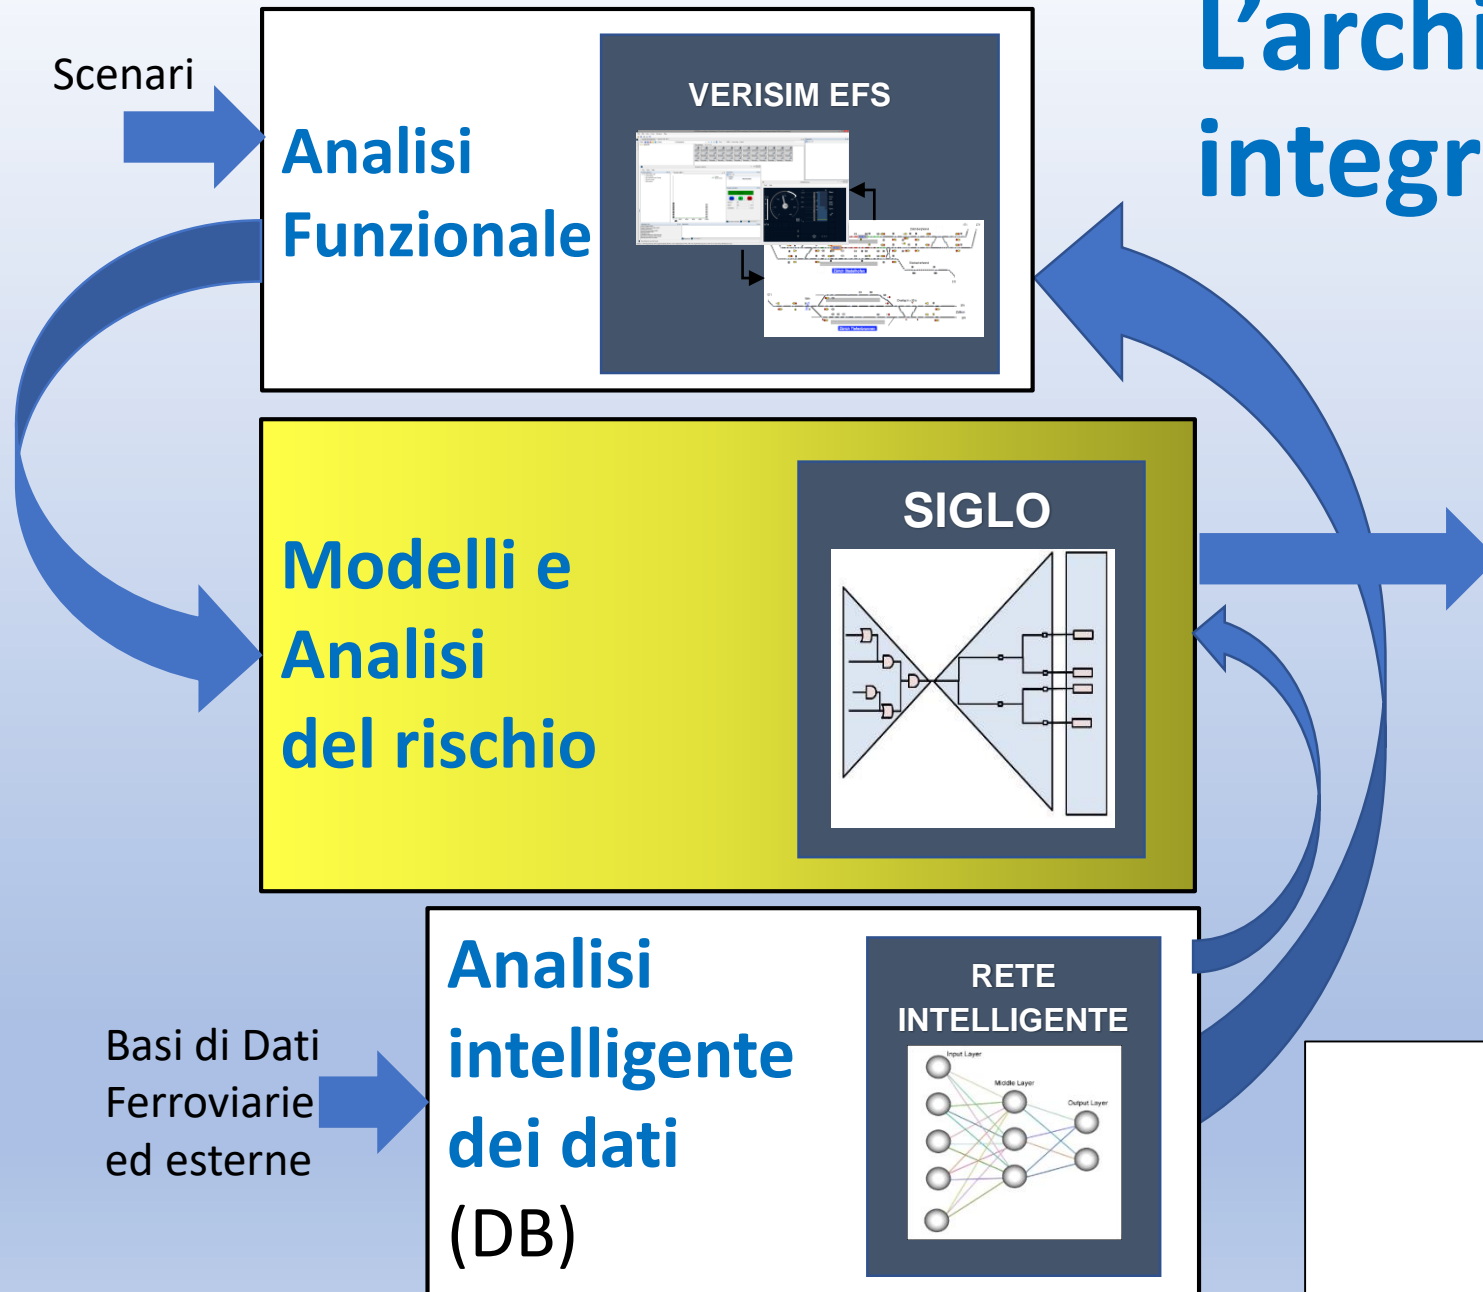 L'archi
integr
Scenari
Analisi
Funzionale
VERISIM EFS
Modelli e
Analisi
del rischio
SIGLO
Analisi
intelligente
dei dati
(DB)
RETE
INTELLIGENTE
Input Layer
Middle Layer
Output Layer
Basi di Dati
Ferroviarie
ed esterne